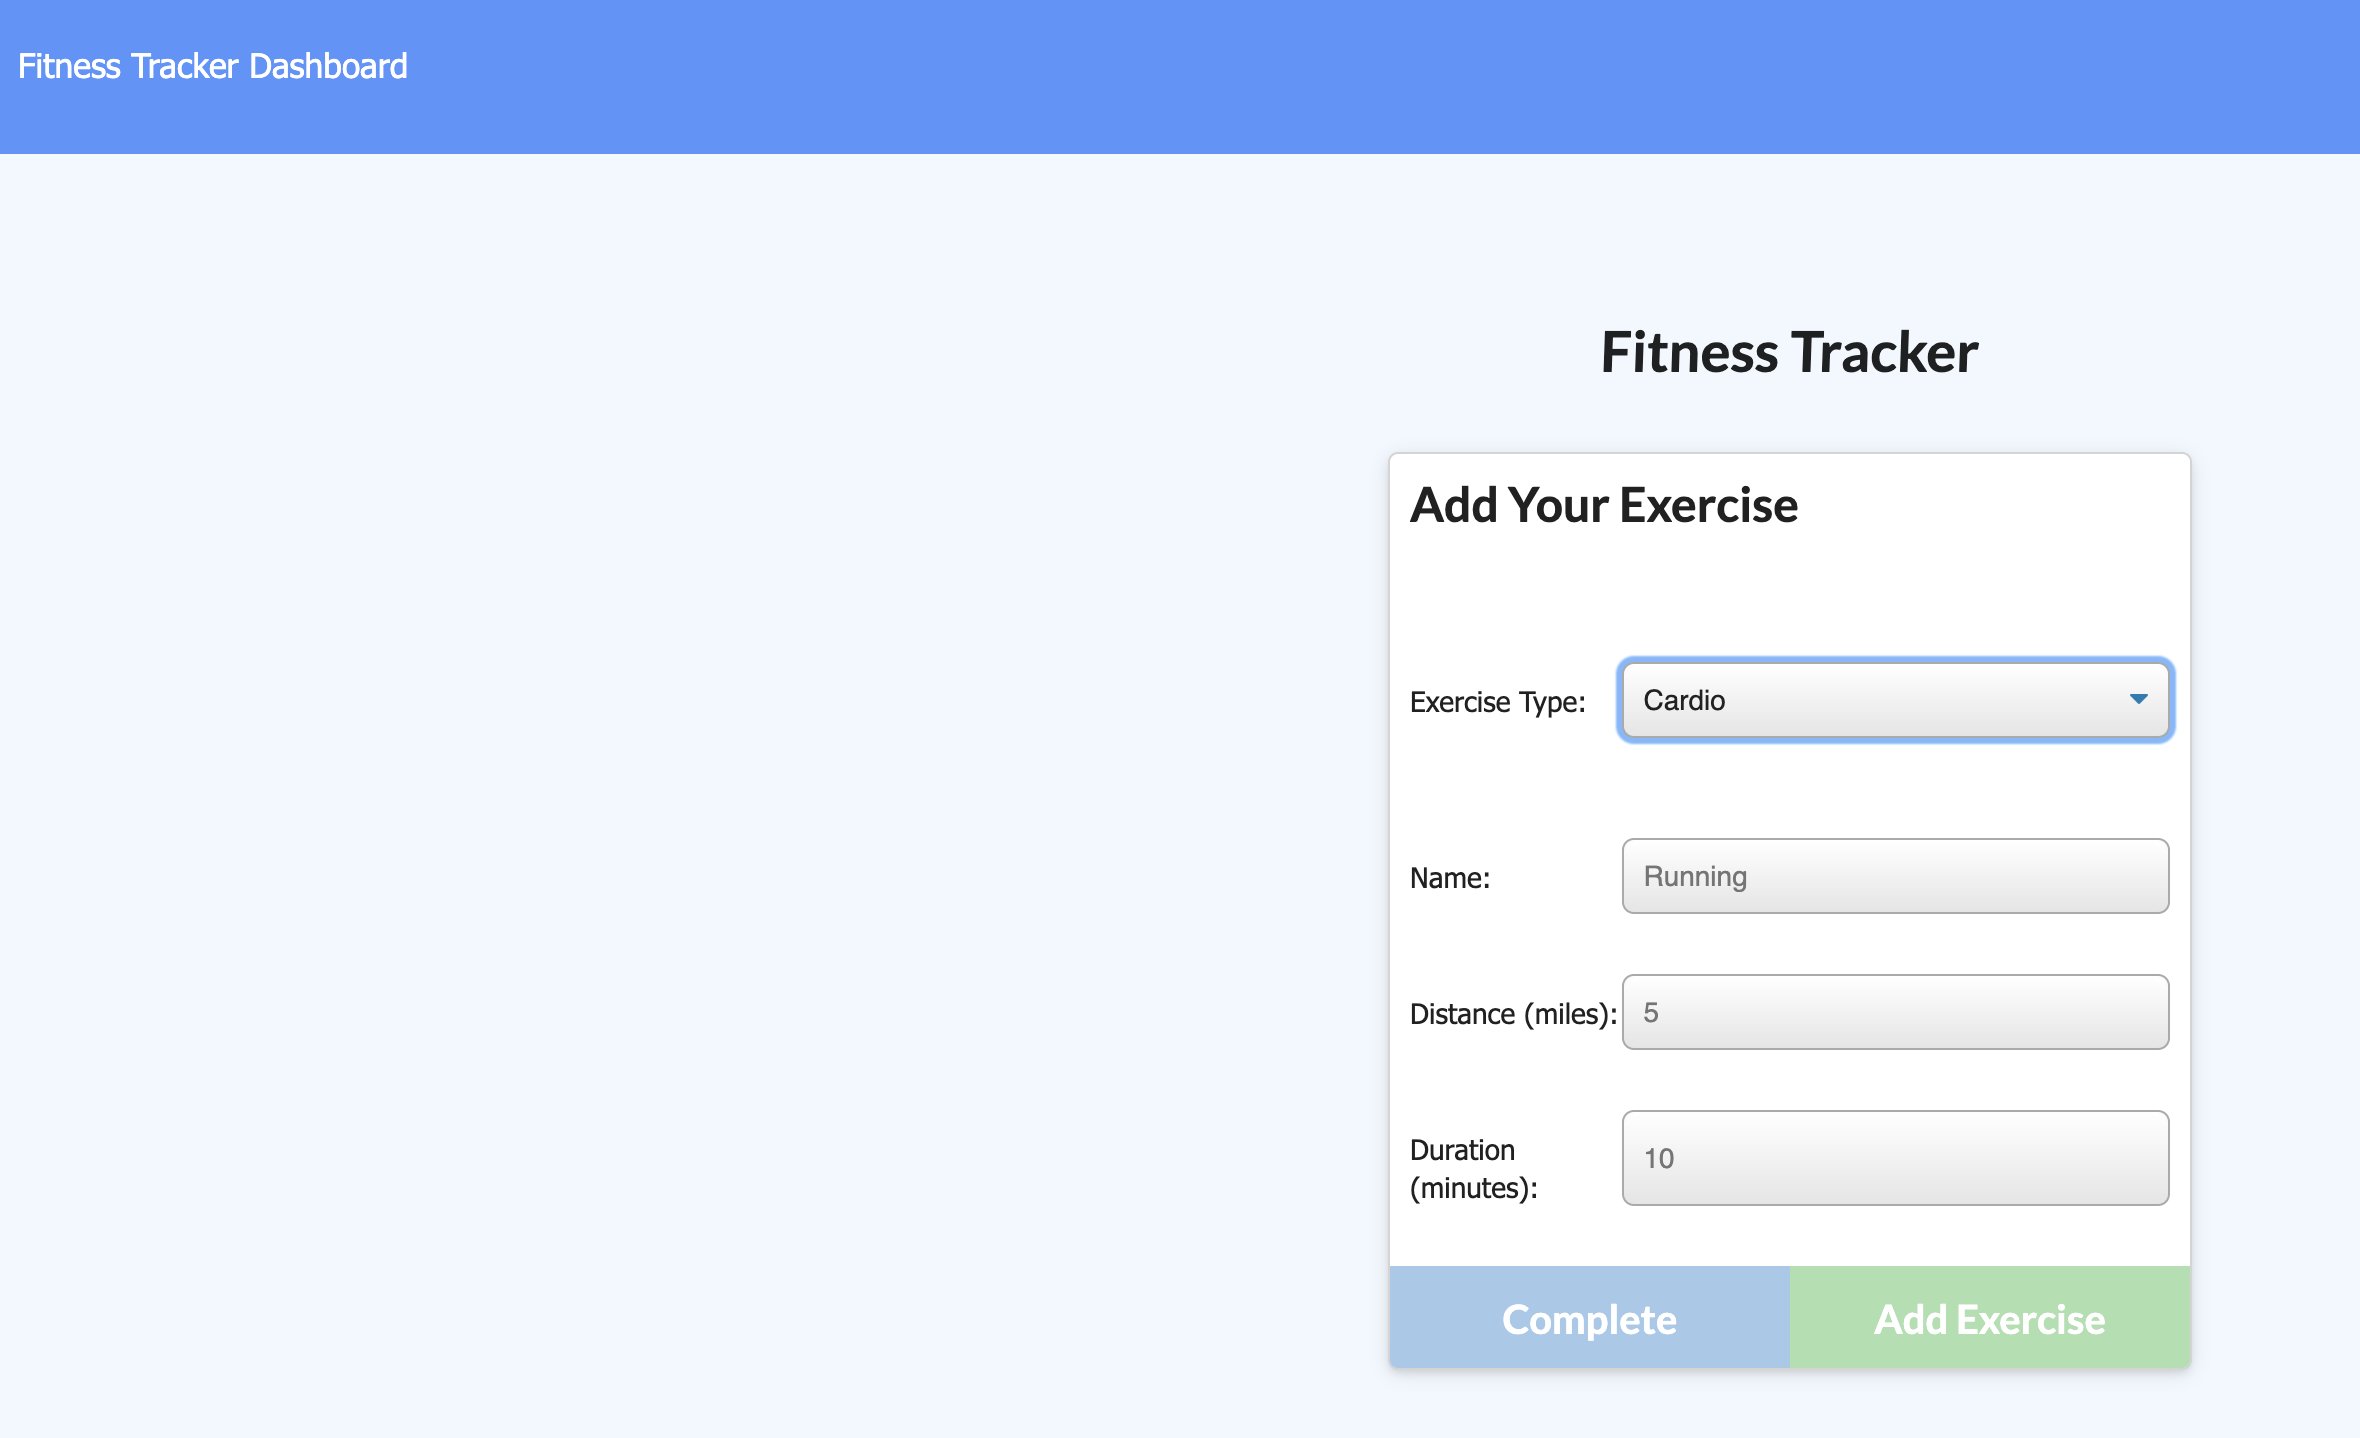 Fitness Tracker Dashboard
Fitness Tracker
Add Your Exercise
Exercise Type: Cardio
Name: Running
Distance (miles): 5
Duration
(minutes): 10
Complete Add Exercise